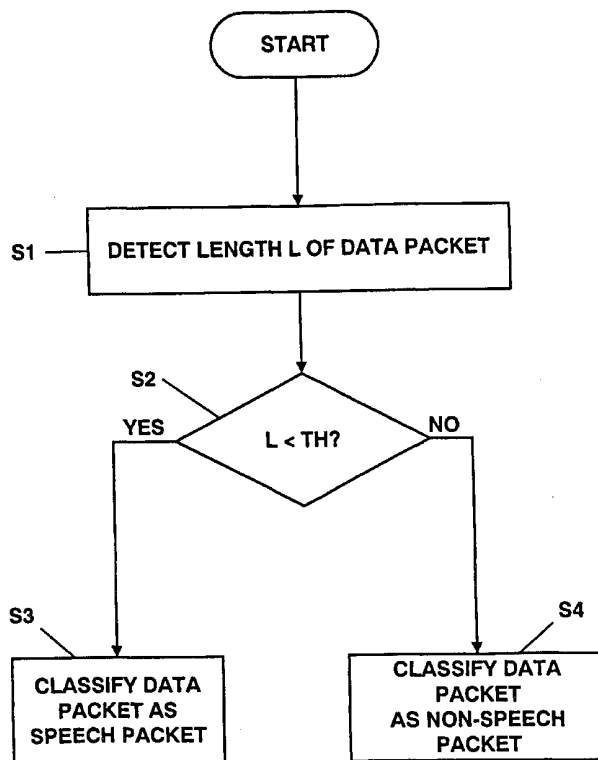 START
S1
DETECT LENGTH L OF DATA PACKET
S2
YES
L < TH?
NO
S3
S4
CLASSIFY DATA
PACKET AS
SPEECH PACKET
CLASSIFY DATA
PACKET
AS NON-SPEECH
PACKET